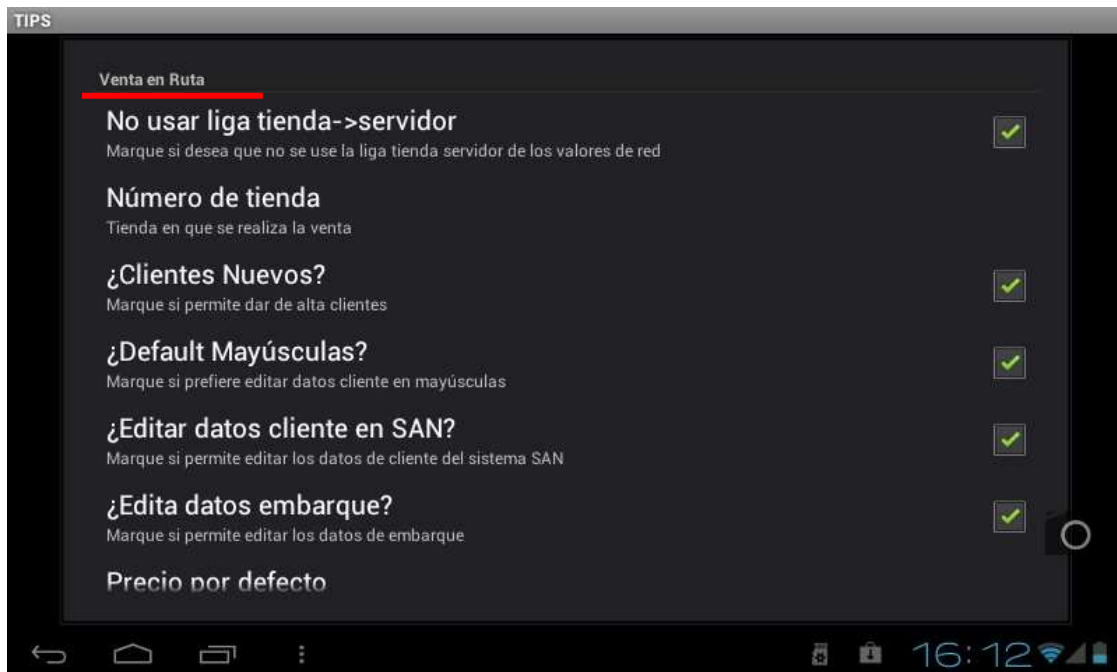 TIPS
Venta en Ruta
No usar liga tienda->servidor
Marque si desea que no se use la liga tienda servidor de los valores de red
Número de tienda
Tienda en que se realiza la venta
¿Clientes Nuevos?
Marque si permite dar de alta clientes
¿Default Mayúsculas?
Marque si prefiere editar datos cliente en mayúsculas
¿Editar datos cliente en SAN?
Marque si permite editar los datos de cliente del sistema SAN
¿Edita datos embarque?
Marque si permite editar los datos de embarque
Precio por defecto
16:12